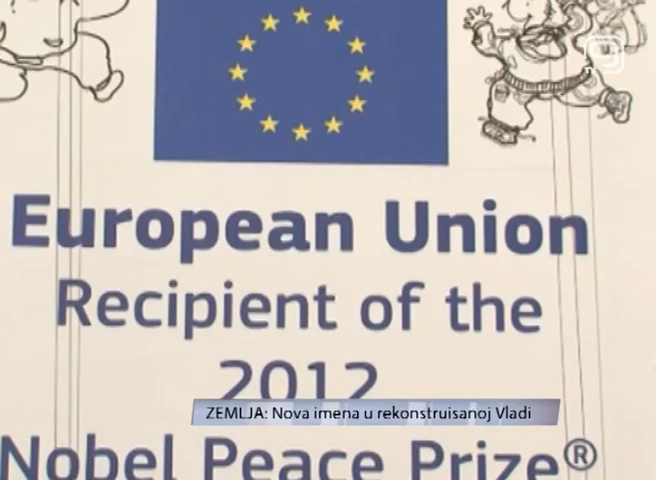 European Union
Recipient of the
2012
ZEMLJA: Nova imena u rekonstruisanoj Vladi
Nobel Peace Prize®